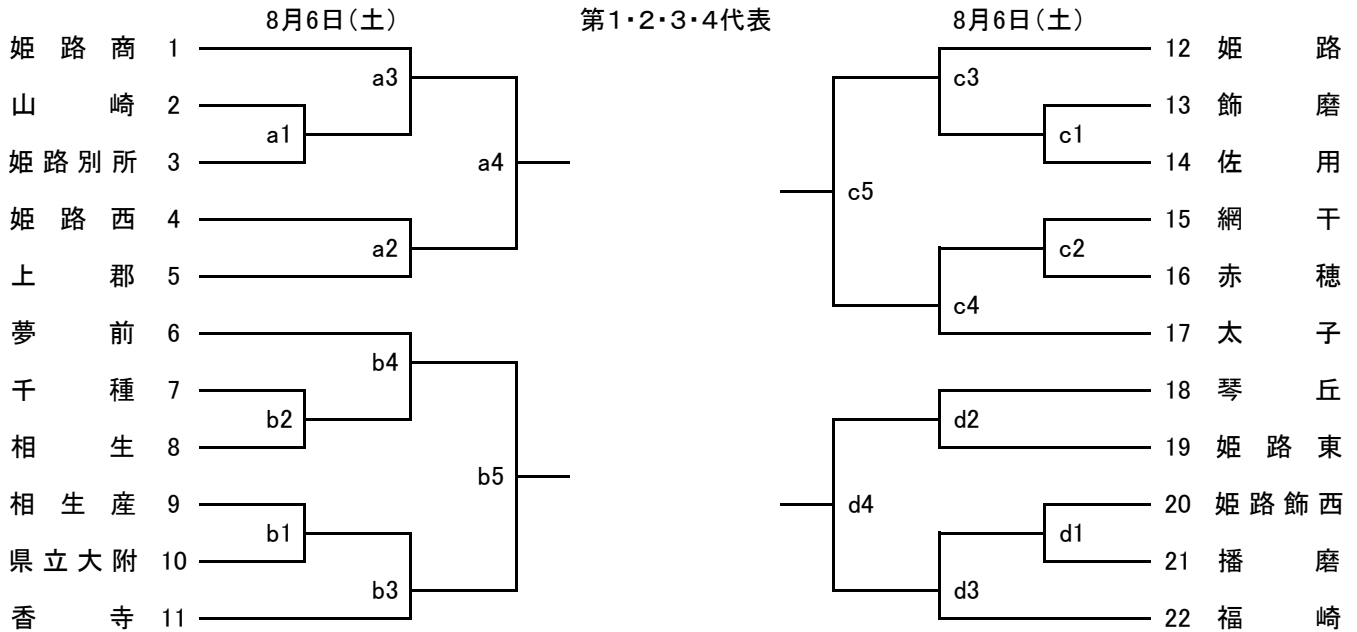 8月6日(土) 第1・2・3・4代表 8月6日(土)
姫路商 1
a3
山崎 2
a1
姫路別所 3
a4
姫路西 4
a2
上郡 5
夢前 6
b4
千種 7
b2
相生 8
b5
相生産 9
b1
県立大附 10
b3
香寺 11
12 姫路
c3
13 飾磨
c1
14 佐用
c5
15 網干
c2
16 赤穂
c4
17 太子
18 琴丘
d2
19 姫路東
d4
20 姫路飾西
d1
21 播磨
d3
22 福崎